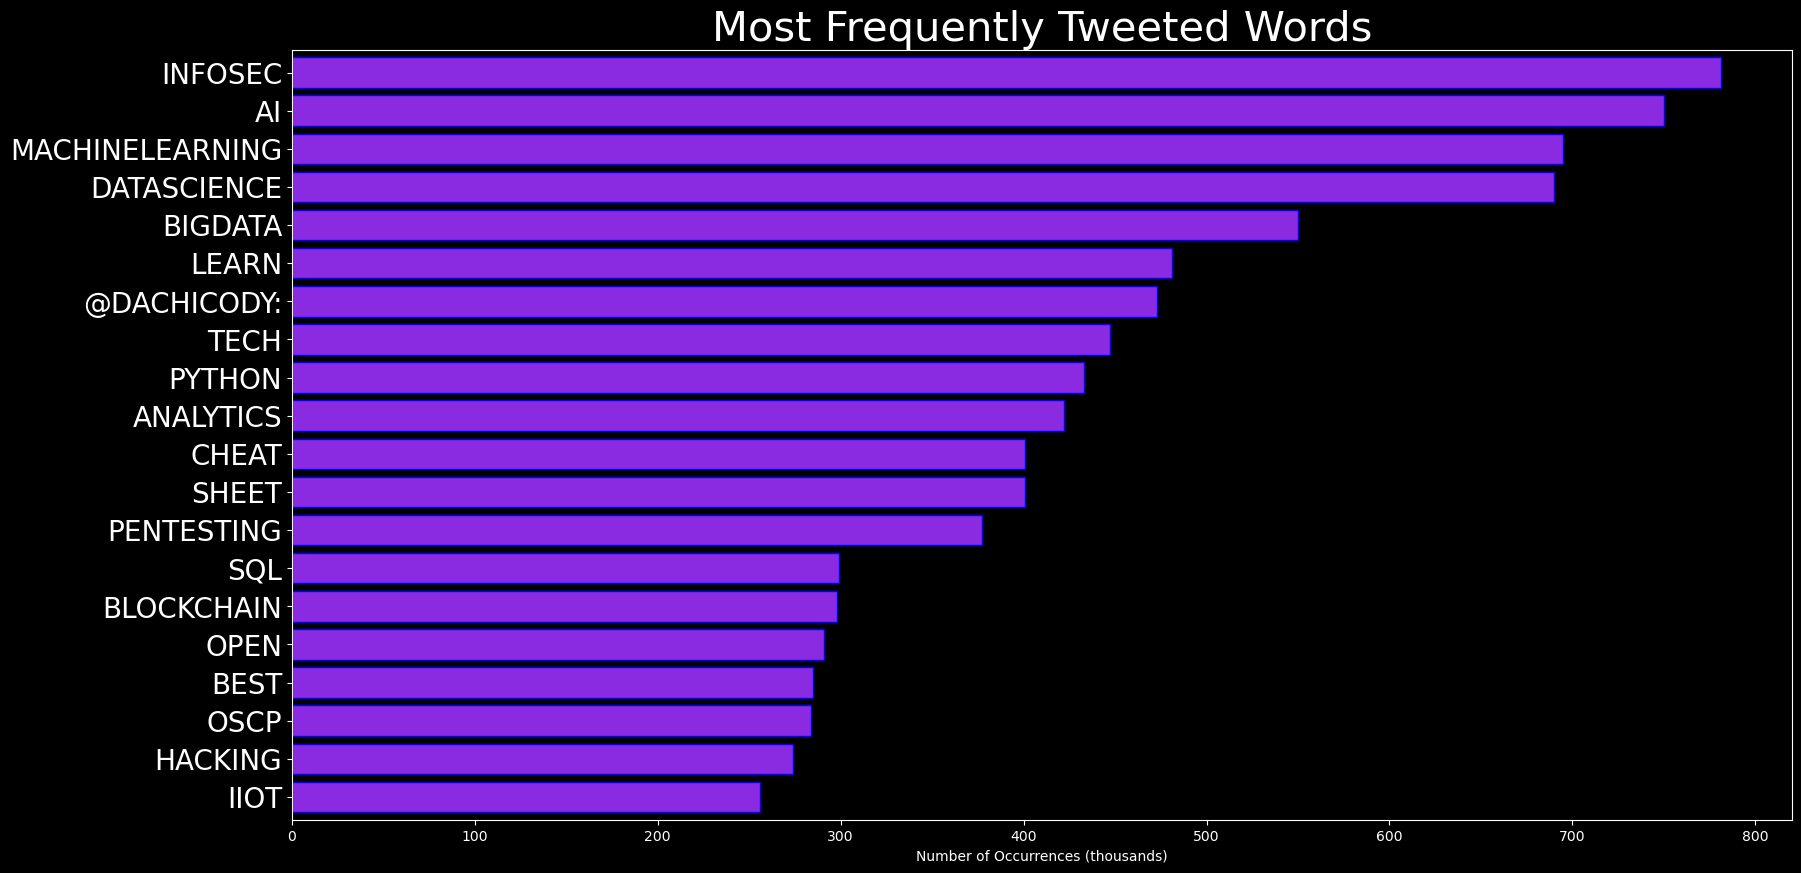 Most Frequently Tweeted Words
INFOSEC
AI
MACHINELEARNING
DATASCIENCE
BIGDATA
LEARN
@DACHICODY:
TECH
PYTHON
ANALYTICS
CHEAT
SHEET
PENTESTING
SQL
BLOCKCHAIN
OPEN
BEST
OSCP
HACKING
IIOT
0 100 200 300 400 500 600 700 800
Number of Occurrences (thousands)